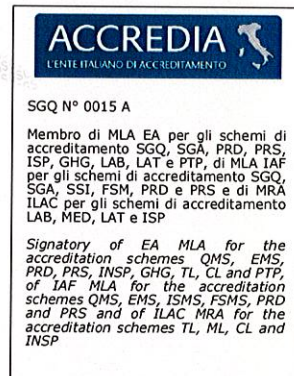 ACCREDIA
L'ENTE ITALIANO DI ACCREDITAMENTO
SGQ N° 0015 A
Membro di MLA EA per gli schemi di
accreditamento SGQ, SGA, PRD, PRS,
ISP, GHG, LAB, LAT e PTP, di MLA IAF
per gli schemi di accreditamento SGQ,
SGA, SSI, FSM, PRD e PRS e di MRA
ILAC per gli schemi di accreditamento
LAB, MED, LAT e ISP
Signatory of EA MLA for the
accreditation schemes QMS, EMS,
PRD, PRS, INSP, GHG, TL, CL and PTP,
of IAF MLA for the accreditation
schemes QMS, EMS, ISMS, FSMS, PRD
and PRS and of ILAC MRA for the
accreditation schemes TL, ML, CL and
INSP